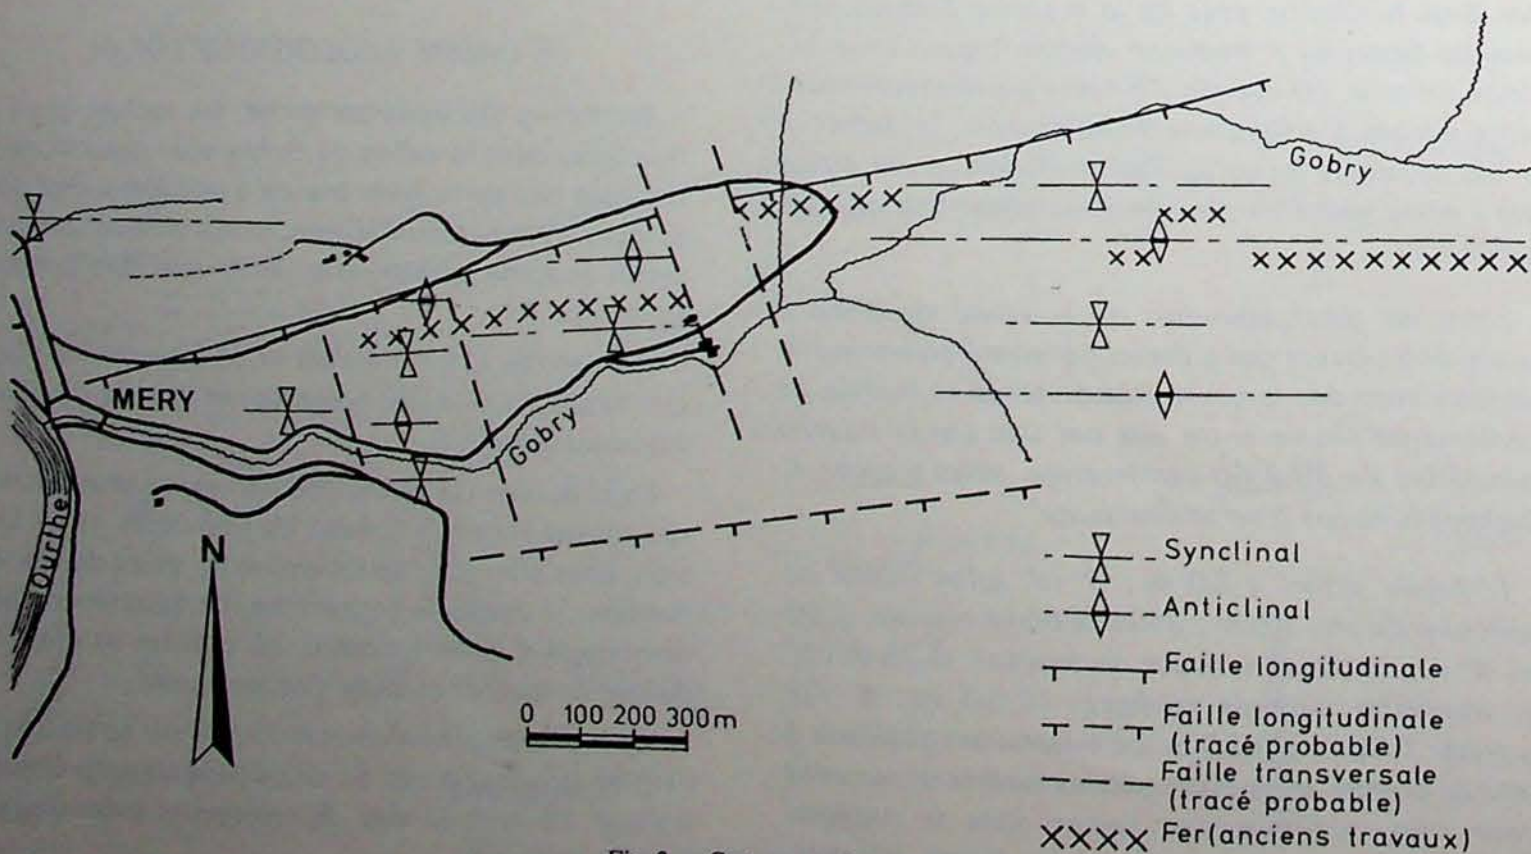 Gobry
MERY
Gobry
Ourthe
N
0 100 200 300m
Synclinal
Anticlinal
Faille longitudinale
Faille longitudinale
(tracé probable)
Faille transversale
(tracé probable)
Fer(anciens travaux)